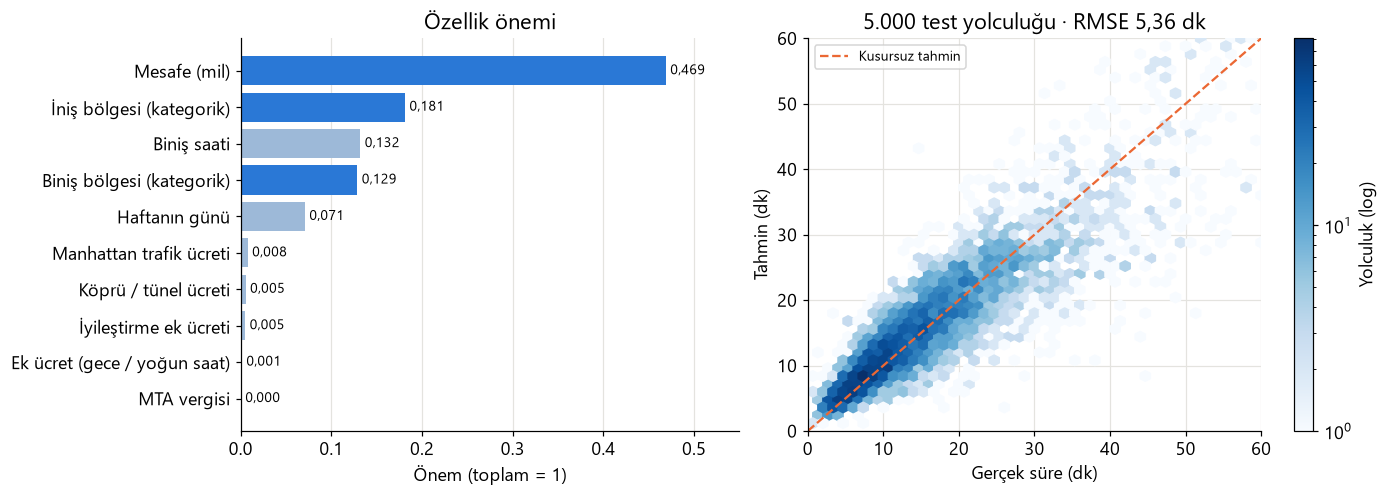 Özellik önemi
Mesafe (mil)
0,469
İniş bölgesi (kategorik)
0,181
Biniş saati
0,132
Biniş bölgesi (kategorik)
0,129
Haftanın günü
0,071
Manhattan trafik ücreti
0,008
Köprü / tünel ücreti
0,005
İyileştirme ek ücreti
0,005
Ek ücret (gece / yoğun saat)
0,001
MTA vergisi
0,000
0.0 0.1 0.2 0.3 0.4 0.5
Önem (toplam = 1)
5.000 test yolculuğu · RMSE 5,36 dk
Kusursuz tahmin
Tahmin (dk)
60
50
40
30
20
10
0
0 10 20 30 40 50 60
Gerçek süre (dk)
10¹
10⁰
Yolculuk (log)